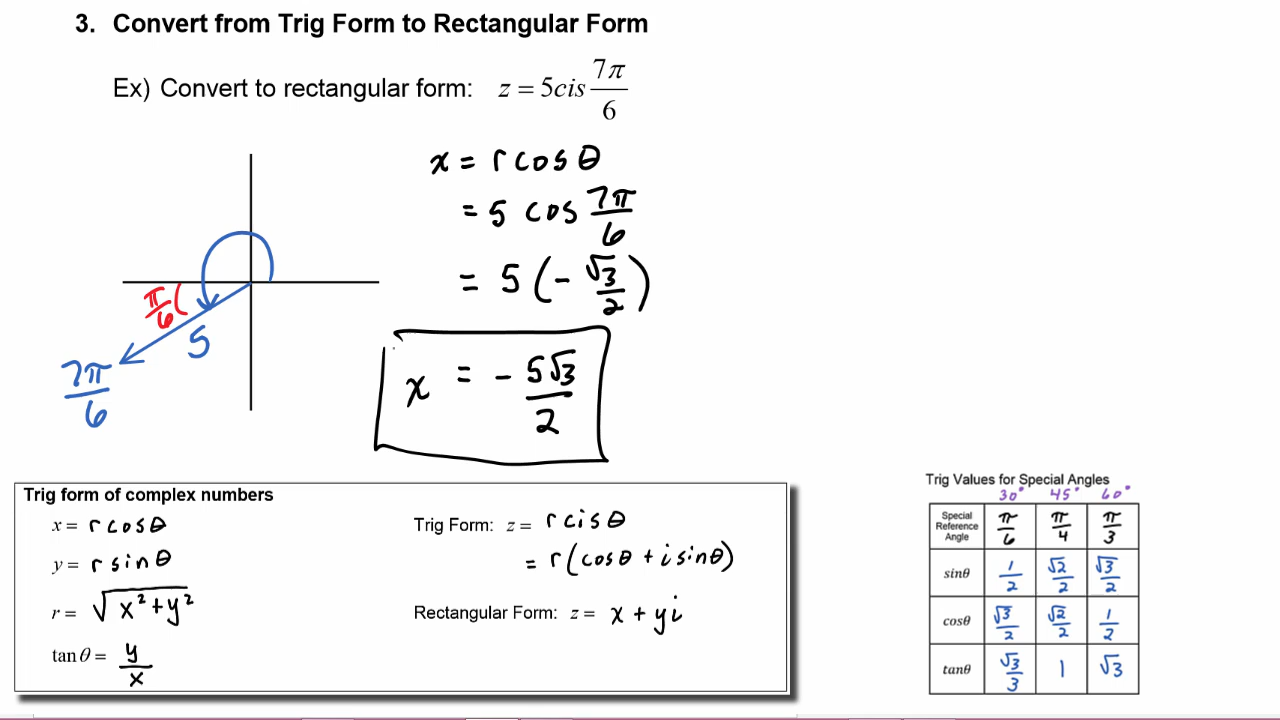 3. Convert from Trig Form to Rectangular Form
Ex) Convert to rectangular form: z = 5cis 7π/6
x = r cos θ
= 5 cos 7π/6
= 5 (- √3/2)
x = - 5√3/2
π/6
5
7π/6
Trig form of complex numbers
x = r cos θ
y = r sin θ
r = √(x² + y²)
tan θ = y/x
Trig Form: z = r cis θ
= r(cos θ + i sin θ)
Rectangular Form: z = x + yi
Trig Values for Special Angles
30° 45° 60°
Special Reference Angle π/6 π/4 π/3
sinθ 1/2 √2/2 √3/2
cosθ √3/2 √2/2 1/2
tanθ √3/3 1 √3